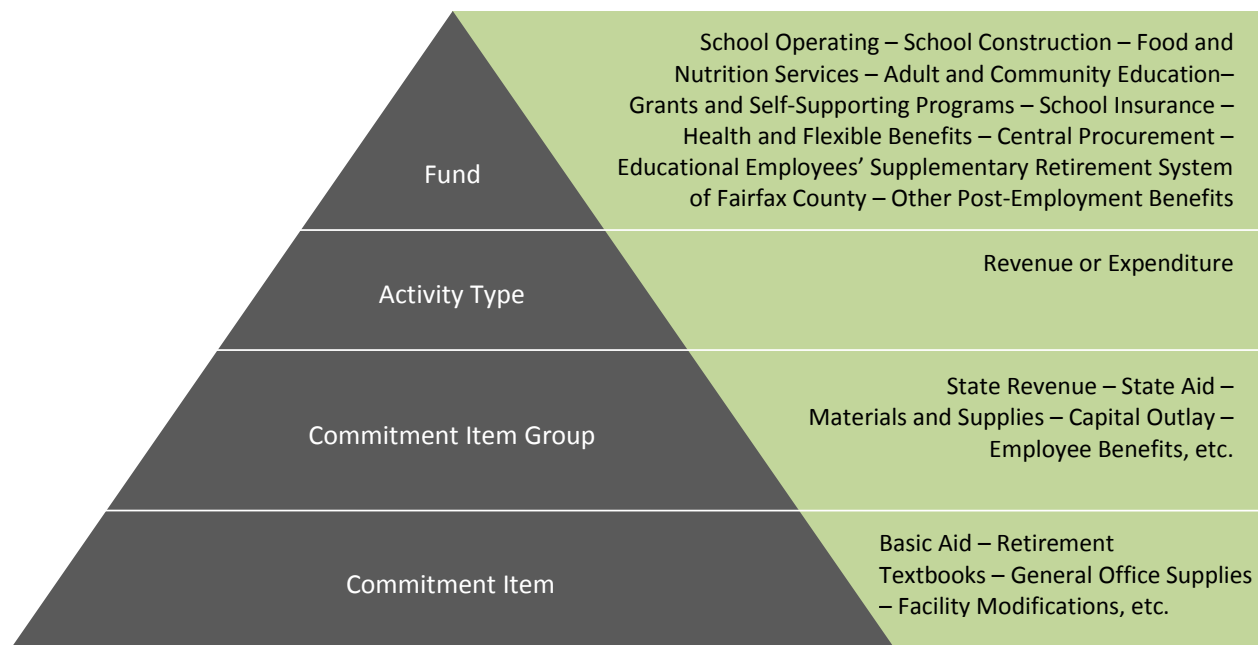 Fund
School Operating – School Construction – Food and
Nutrition Services – Adult and Community Education–
Grants and Self-Supporting Programs – School Insurance –
Health and Flexible Benefits – Central Procurement –
Educational Employees’ Supplementary Retirement System
of Fairfax County – Other Post-Employment Benefits
Activity Type
Revenue or Expenditure
Commitment Item Group
State Revenue – State Aid –
Materials and Supplies – Capital Outlay –
Employee Benefits, etc.
Commitment Item
Basic Aid – Retirement
Textbooks – General Office Supplies
– Facility Modifications, etc.